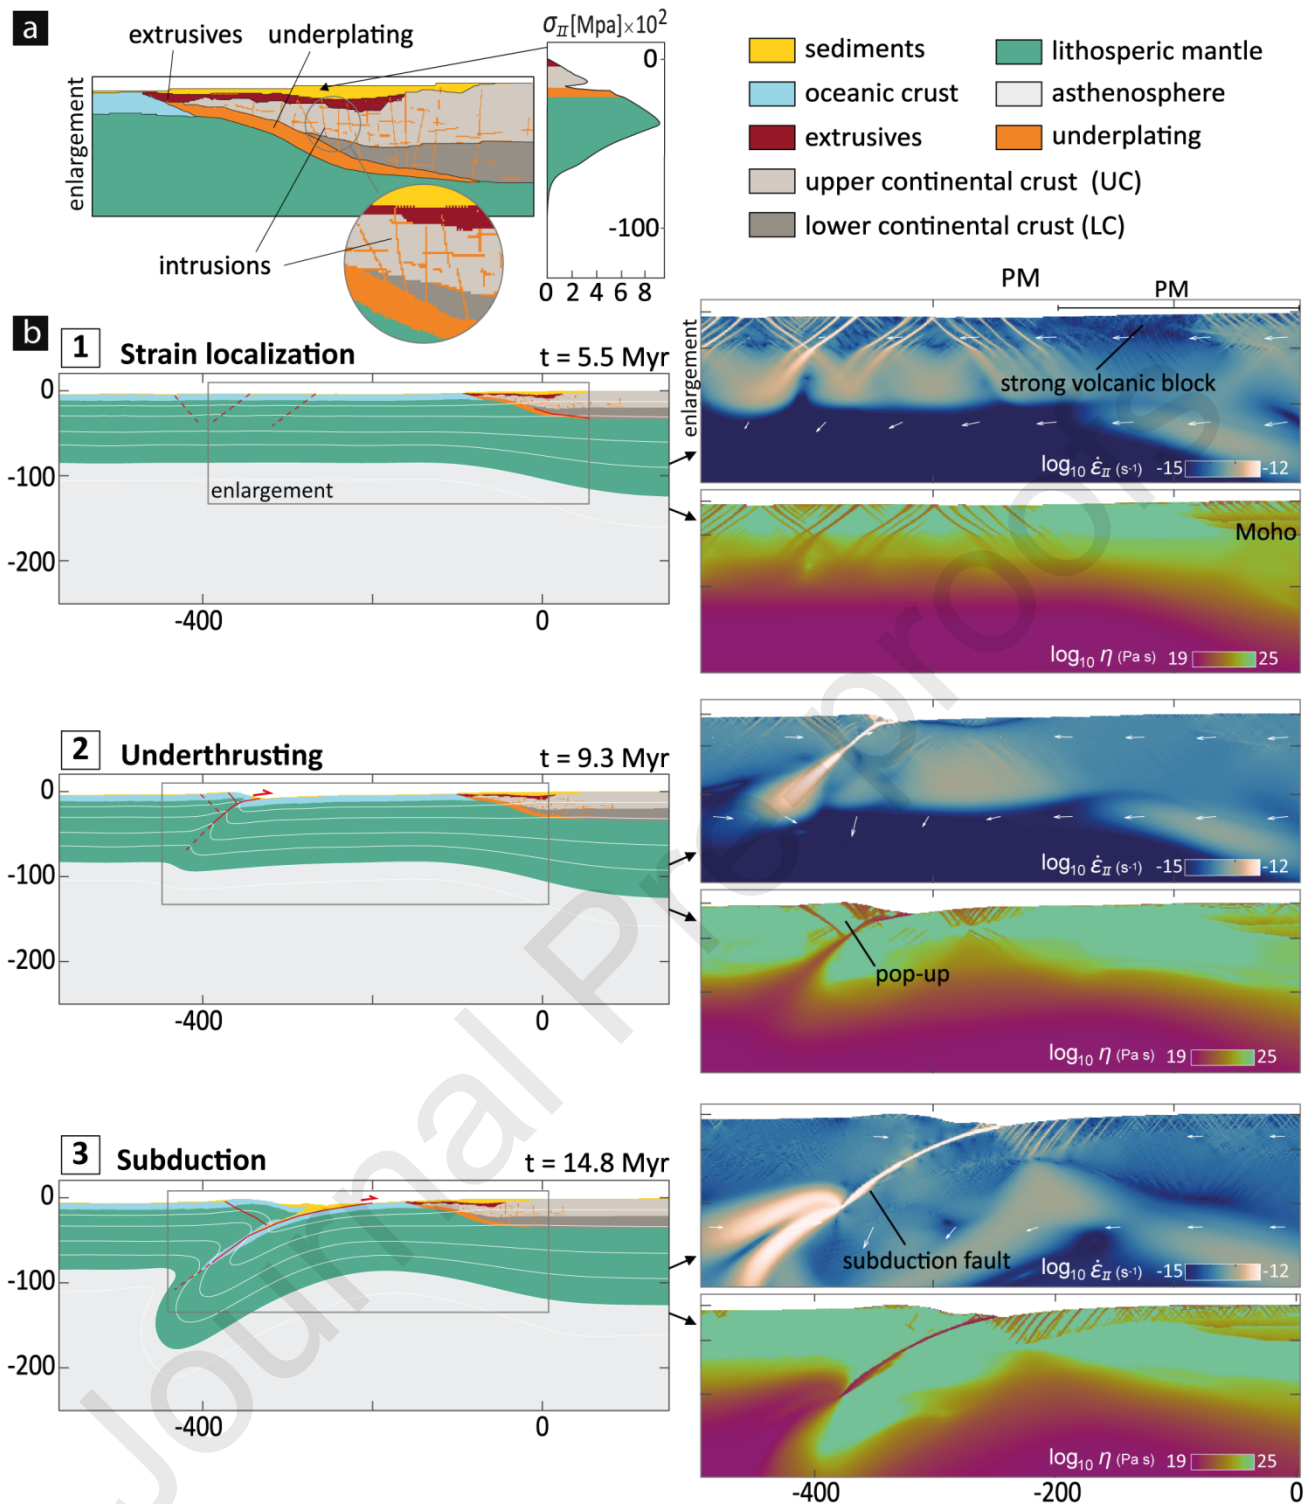 a
extrusives
underplating
σII[Mpa]×10²
enlargement
intrusions
0
-100
0 2 4 6 8
sediments
oceanic crust
extrusives
upper continental crust (UC)
lower continental crust (LC)
lithosperic mantle
asthenosphere
underplating
b
1 Strain localization
t = 5.5 Myr
0
-100
-200
enlargement
-400
0
PM
PM
enlargement
strong volcanic block
log10 ε̇II (s-1) -15 -12
Moho
log10 η (Pa s) 19 25
2 Underthrusting
t = 9.3 Myr
0
-100
-200
-400
0
log10 ε̇II (s-1) -15 -12
pop-up
log10 η (Pa s) 19 25
3 Subduction
t = 14.8 Myr
0
-100
-200
-400
0
subduction fault
log10 ε̇II (s-1) -15 -12
log10 η (Pa s) 19 25
-400
-200
0
Journal Pre-proofs